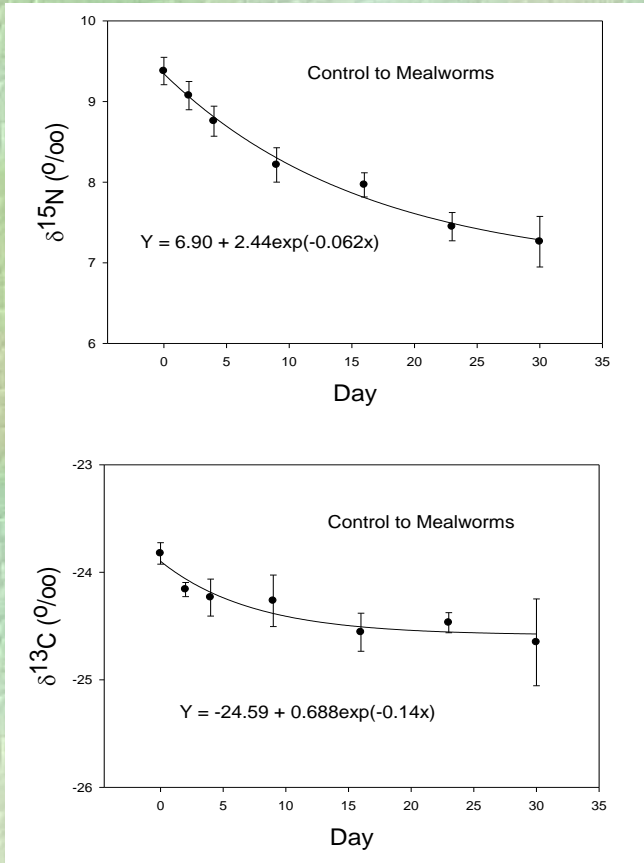 10
9
8
7
6
δ15N (0/00)
Control to Mealworms
Y = 6.90 + 2.44exp(-0.062x)
0 5 10 15 20 25 30 35
Day
-23
-24
-25
-26
δ13C (0/00)
Control to Mealworms
Y = -24.59 + 0.688exp(-0.14x)
0 5 10 15 20 25 30 35
Day